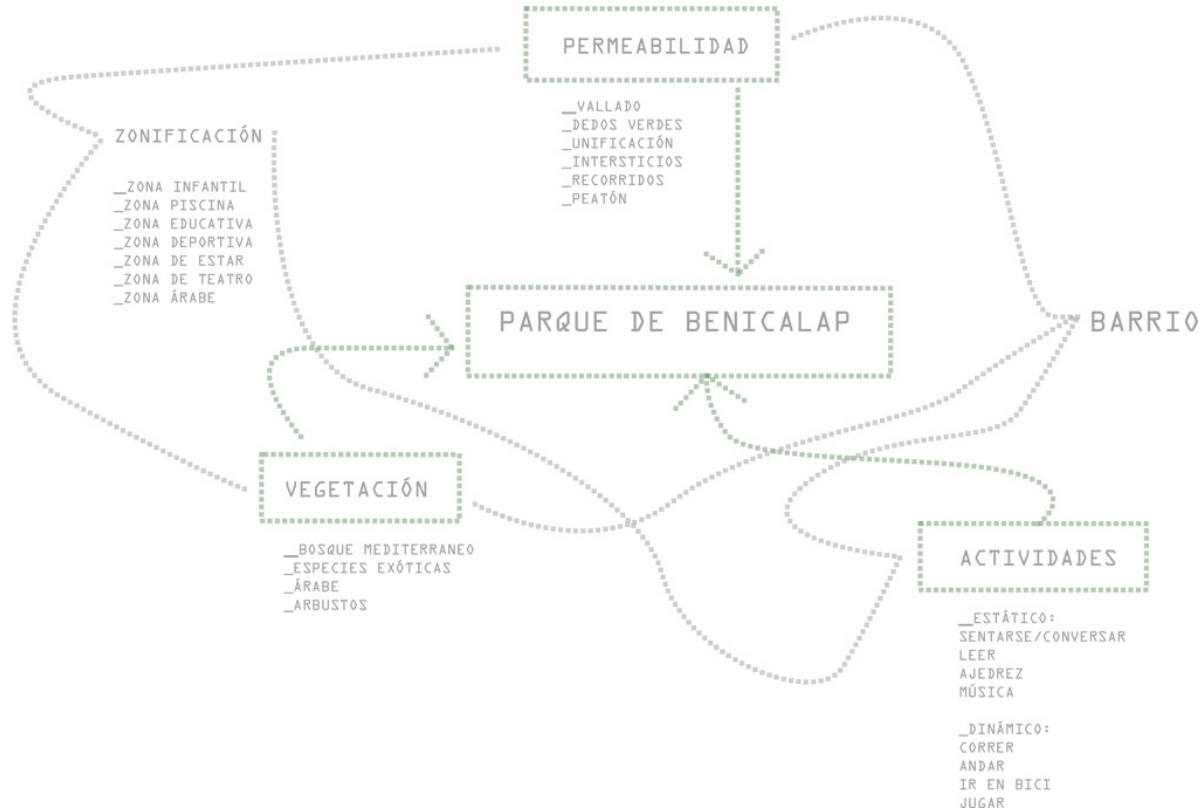 PERMEABILIDAD
__VALLADO
_DEDOS VERDES
_UNIFICACIÓN
_INTERSTICIOS
_RECORRIDOS
_PEATÓN
ZONIFICACIÓN
__ZONA INFANTIL
_ZONA PISCINA
_ZONA EDUCATIVA
_ZONA DEPORTIVA
_ZONA DE ESTAR
_ZONA DE TEATRO
_ZONA ÁRABE
PARQUE DE BENICALAP
BARRIO
VEGETACIÓN
__BOSQUE MEDITERRANEO
_ESPECIES EXÓTICAS
_ÁRABE
_ARBUSTOS
ACTIVIDADES
__ESTÁTICO:
SENTARSE/CONVERSAR
LEER
AJEDREZ
MÚSICA
_DINÁMICO:
CORRER
ANDAR
IR EN BICI
JUGAR